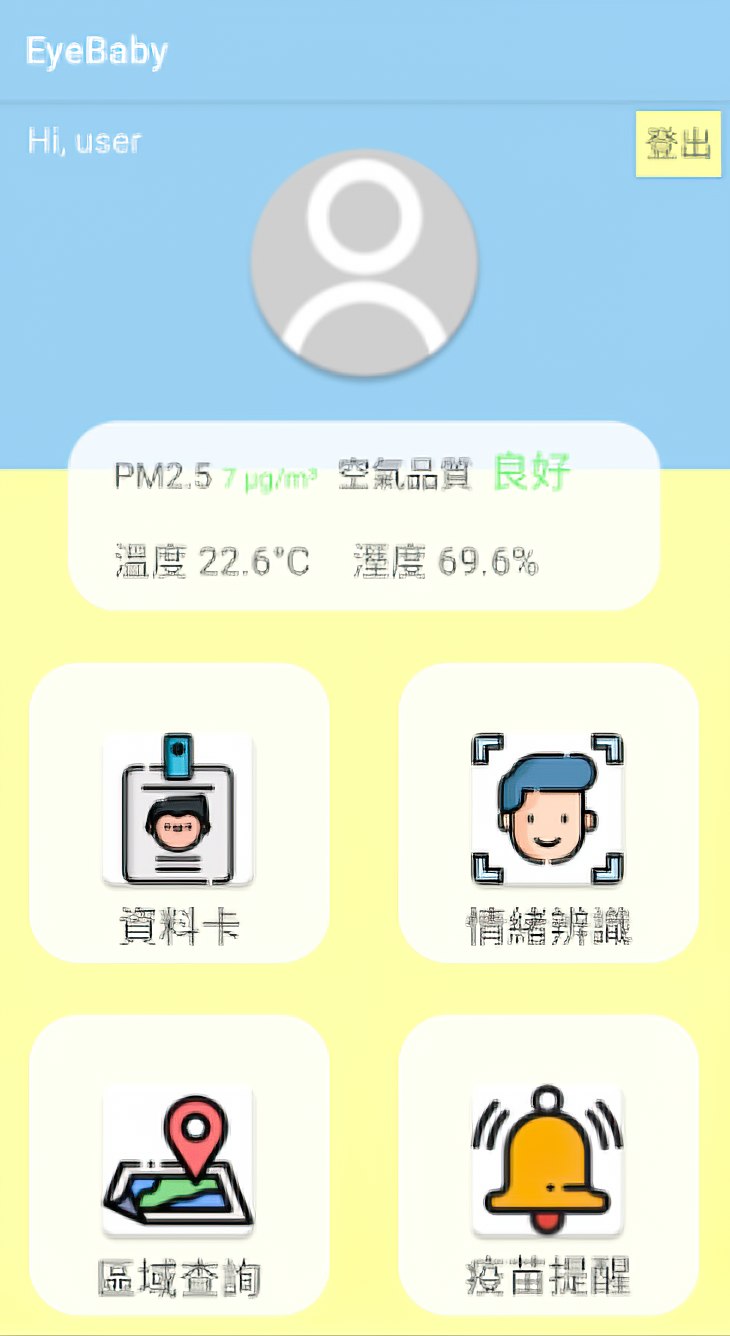 EyeBaby
Hi, user
登出
PM2.5 7 μg/m³ 空氣品質 良好
溫度 22.6°C 溼度 69.6%
資料卡
情緒辨識
區域查詢
疫苗提醒